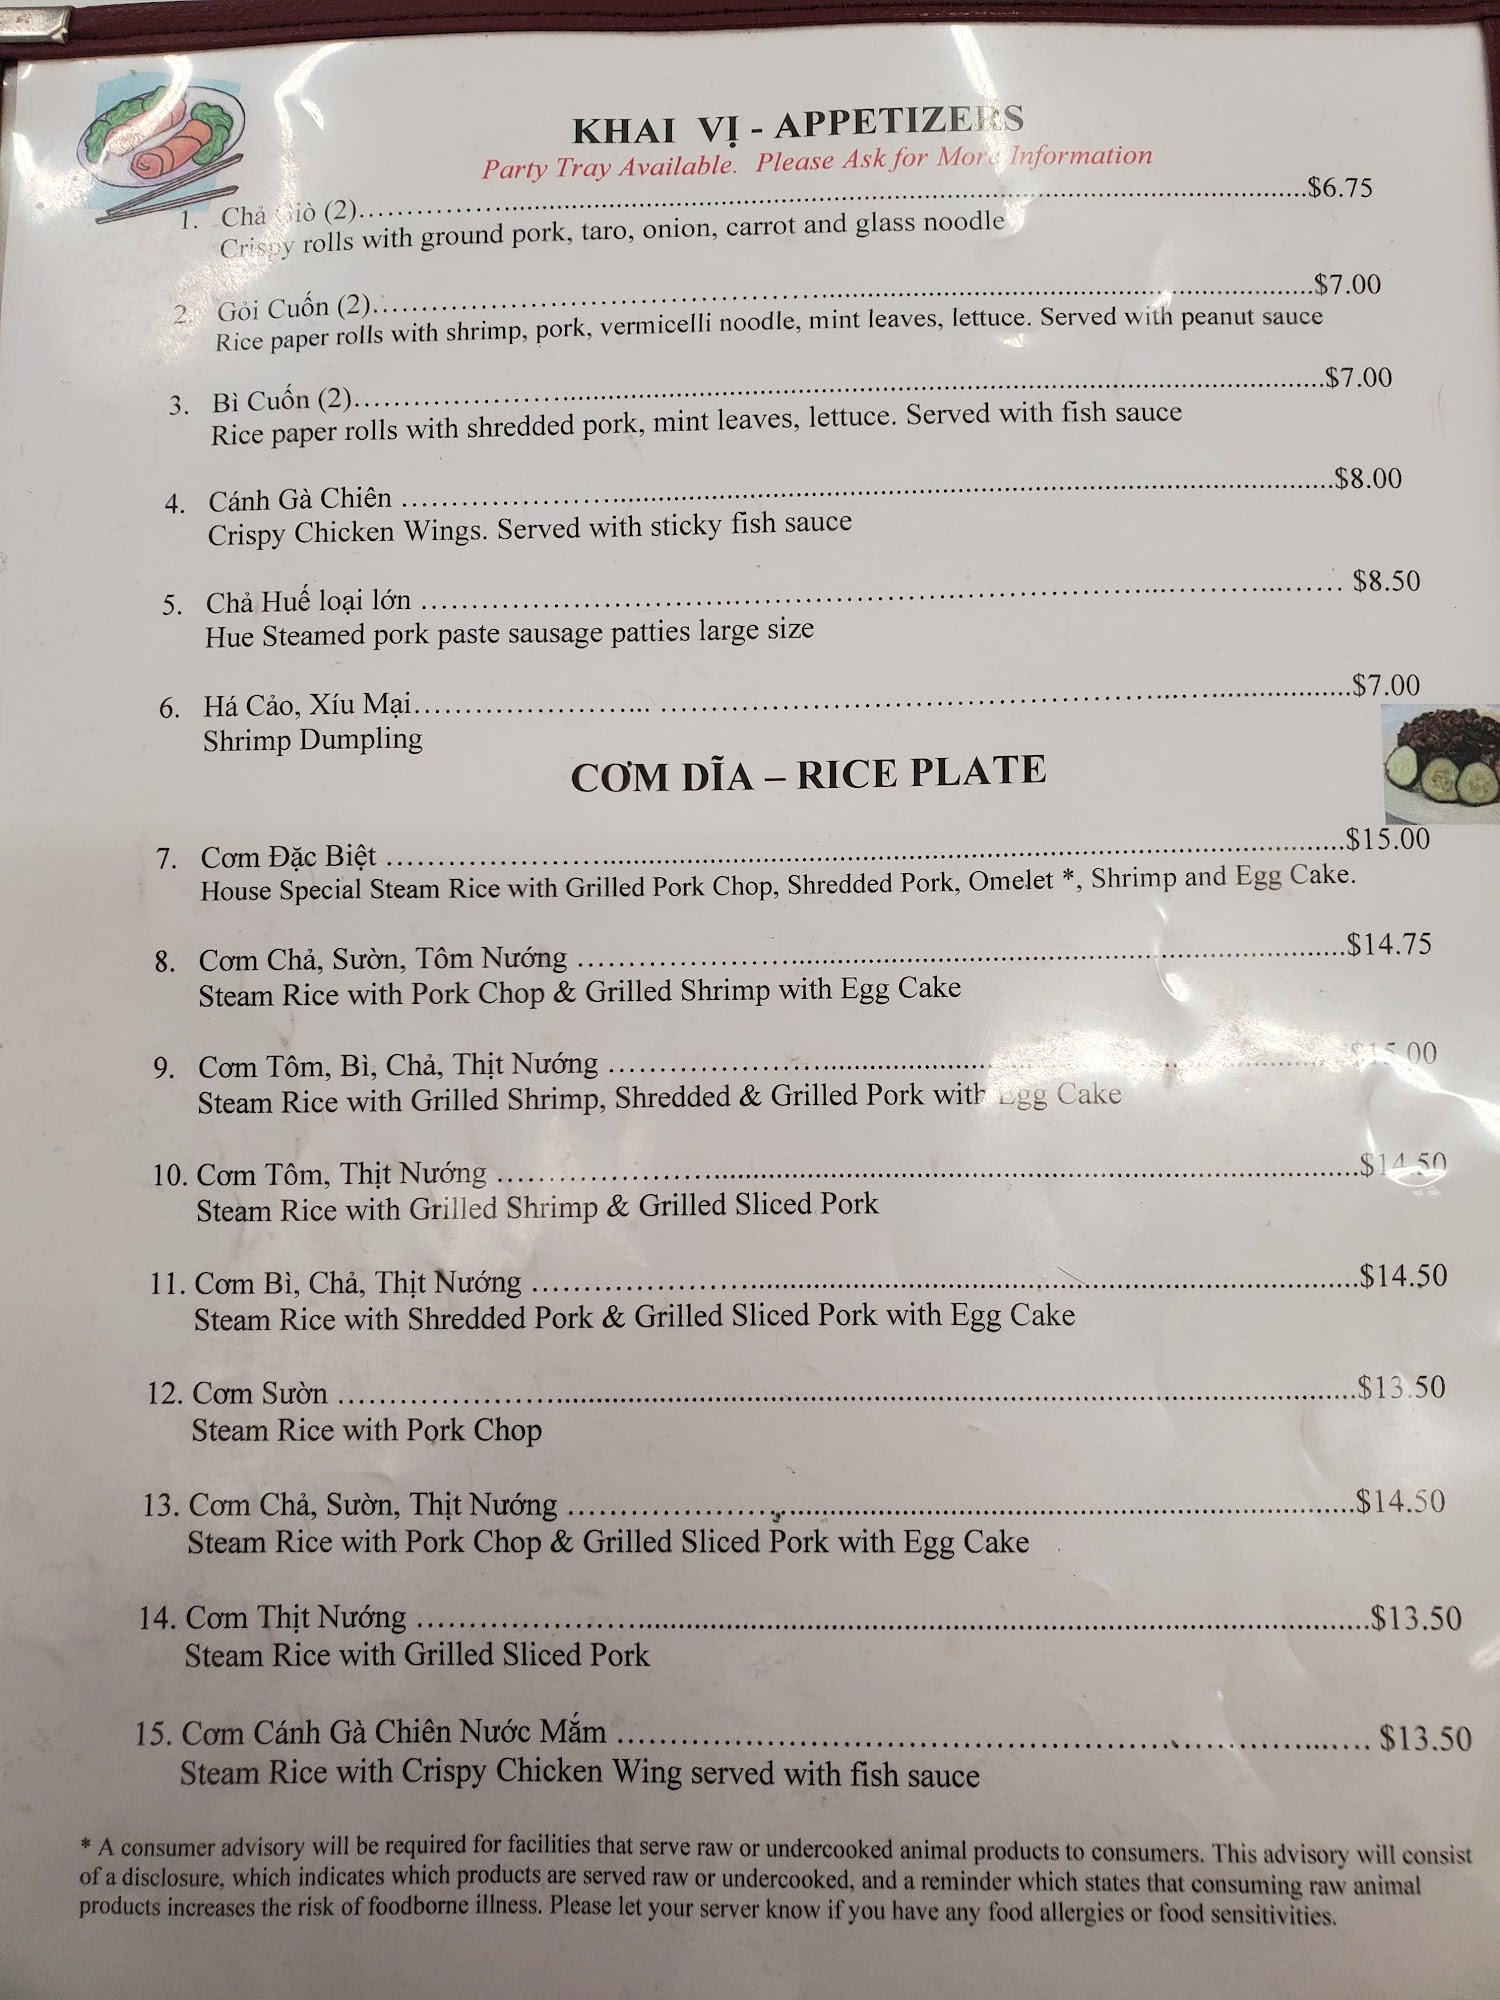 KHAI VỊ - APPETIZERS
Party Tray Available. Please Ask for More Information
1. Chả Giò (2)..........$6.75
Crispy rolls with ground pork, taro, onion, carrot and glass noodle
2. Gỏi Cuốn (2)..........$7.00
Rice paper rolls with shrimp, pork, vermicelli noodle, mint leaves, lettuce. Served with peanut sauce
3. Bì Cuốn (2)..........$7.00
Rice paper rolls with shredded pork, mint leaves, lettuce. Served with fish sauce
4. Cánh Gà Chiên ..........$8.00
Crispy Chicken Wings. Served with sticky fish sauce
5. Chả Huế loại lớn .......... $8.50
Hue Steamed pork paste sausage patties large size
6. Há Cảo, Xíu Mại..........$7.00
Shrimp Dumpling
CƠM DĨA – RICE PLATE
7. Cơm Đặc Biệt ..........$15.00
House Special Steam Rice with Grilled Pork Chop, Shredded Pork, Omelet *, Shrimp and Egg Cake.
8. Cơm Chả, Sườn, Tôm Nướng ..........$14.75
Steam Rice with Pork Chop & Grilled Shrimp with Egg Cake
9. Cơm Tôm, Bì, Chả, Thịt Nướng ..........$15.00
Steam Rice with Grilled Shrimp, Shredded & Grilled Pork with Egg Cake
10. Cơm Tôm, Thịt Nướng ..........$14.50
Steam Rice with Grilled Shrimp & Grilled Sliced Pork
11. Cơm Bì, Chả, Thịt Nướng ..........$14.50
Steam Rice with Shredded Pork & Grilled Sliced Pork with Egg Cake
12. Cơm Sườn ..........$13.50
Steam Rice with Pork Chop
13. Cơm Chả, Sườn, Thịt Nướng ..........$14.50
Steam Rice with Pork Chop & Grilled Sliced Pork with Egg Cake
14. Cơm Thịt Nướng ..........$13.50
Steam Rice with Grilled Sliced Pork
15. Cơm Cánh Gà Chiên Nước Mắm .......... $13.50
Steam Rice with Crispy Chicken Wing served with fish sauce
* A consumer advisory will be required for facilities that serve raw or undercooked animal products to consumers. This advisory will consist
of a disclosure, which indicates which products are served raw or undercooked, and a reminder which states that consuming raw animal
products increases the risk of foodborne illness. Please let your server know if you have any food allergies or food sensitivities.